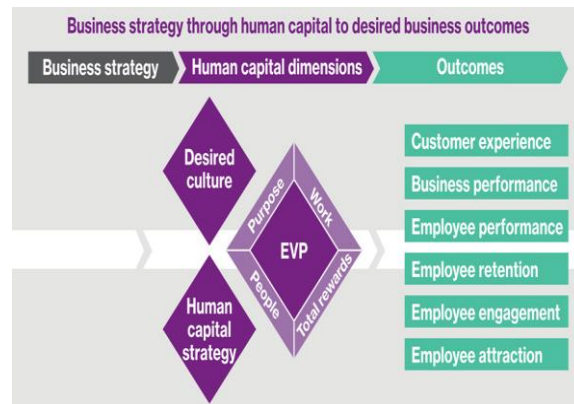 Business strategy through human capital to desired business outcomes
Business strategy
Human capital dimensions
Outcomes
Desired
culture
Human
capital
strategy
Purpose
Work
EVP
People
Total rewards
Customer experience
Business performance
Employee performance
Employee retention
Employee engagement
Employee attraction